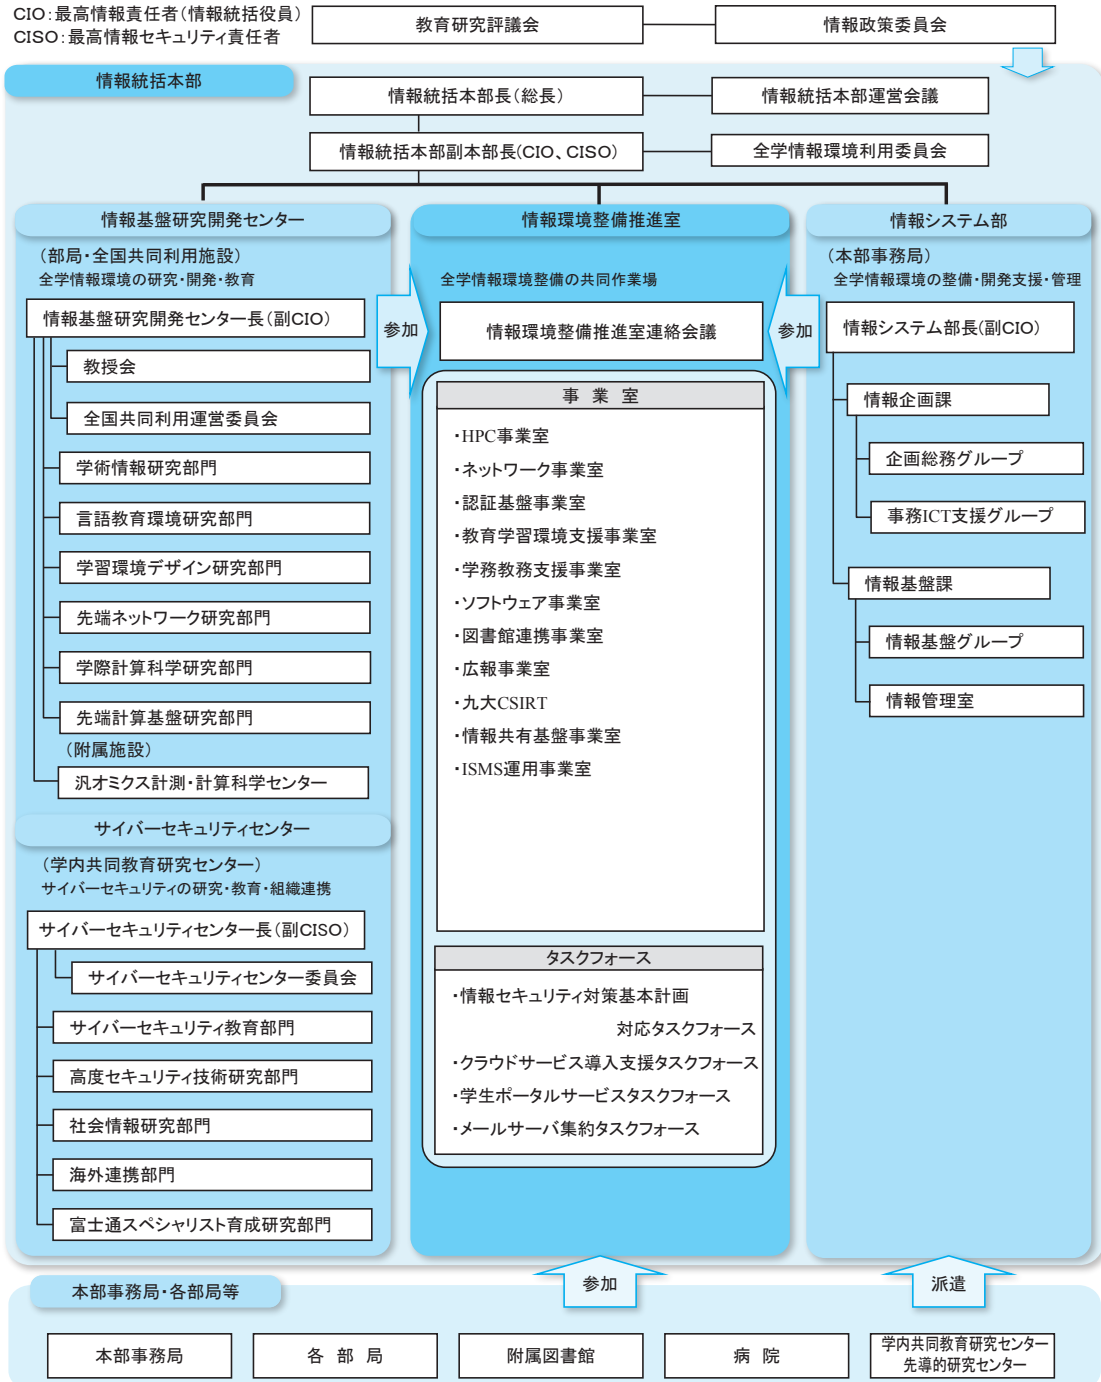 CIO：最高情報責任者（情報統括役員）
CISO：最高情報セキュリティ責任者
教育研究評議会
情報政策委員会
情報統括本部
情報統括本部長（総長）
情報統括本部運営会議
情報統括本部副本部長（CIO、CISO）
全学情報環境利用委員会
情報基盤研究開発センター
（部局・全国共同利用施設）
全学情報環境の研究・開発・教育
情報基盤研究開発センター長（副CIO）
教授会
全国共同利用運営委員会
学術情報研究部門
言語教育環境研究部門
学習環境デザイン研究部門
先端ネットワーク研究部門
学際計算科学研究部門
先端計算基盤研究部門
（附属施設）
汎オミクス計測・計算科学センター
サイバーセキュリティセンター
（学内共同教育研究センター）
サイバーセキュリティの研究・教育・組織連携
サイバーセキュリティセンター長（副CISO）
サイバーセキュリティセンター委員会
サイバーセキュリティ教育部門
高度セキュリティ技術研究部門
社会情報研究部門
海外連携部門
富士通スペシャリスト育成研究部門
参加
情報環境整備推進室
全学情報環境整備の共同作業場
情報環境整備推進室連絡会議
事 業 室
・HPC事業室
・ネットワーク事業室
・認証基盤事業室
・教育学習環境支援事業室
・学務教務支援事業室
・ソフトウェア事業室
・図書館連携事業室
・広報事業室
・九大CSIRT
・情報共有基盤事業室
・ISMS運用事業室
タスクフォース
・情報セキュリティ対策基本計画
対応タスクフォース
・クラウドサービス導入支援タスクフォース
・学生ポータルサービスタスクフォース
・メールサーバ集約タスクフォース
参加
情報システム部
（本部事務局）
全学情報環境の整備・開発支援・管理
情報システム部長（副CIO）
情報企画課
企画総務グループ
事務ICT支援グループ
情報基盤課
情報基盤グループ
情報管理室
本部事務局・各部局等
参加
派遣
本部事務局
各 部 局
附属図書館
病 院
学内共同教育研究センター
先導的研究センター